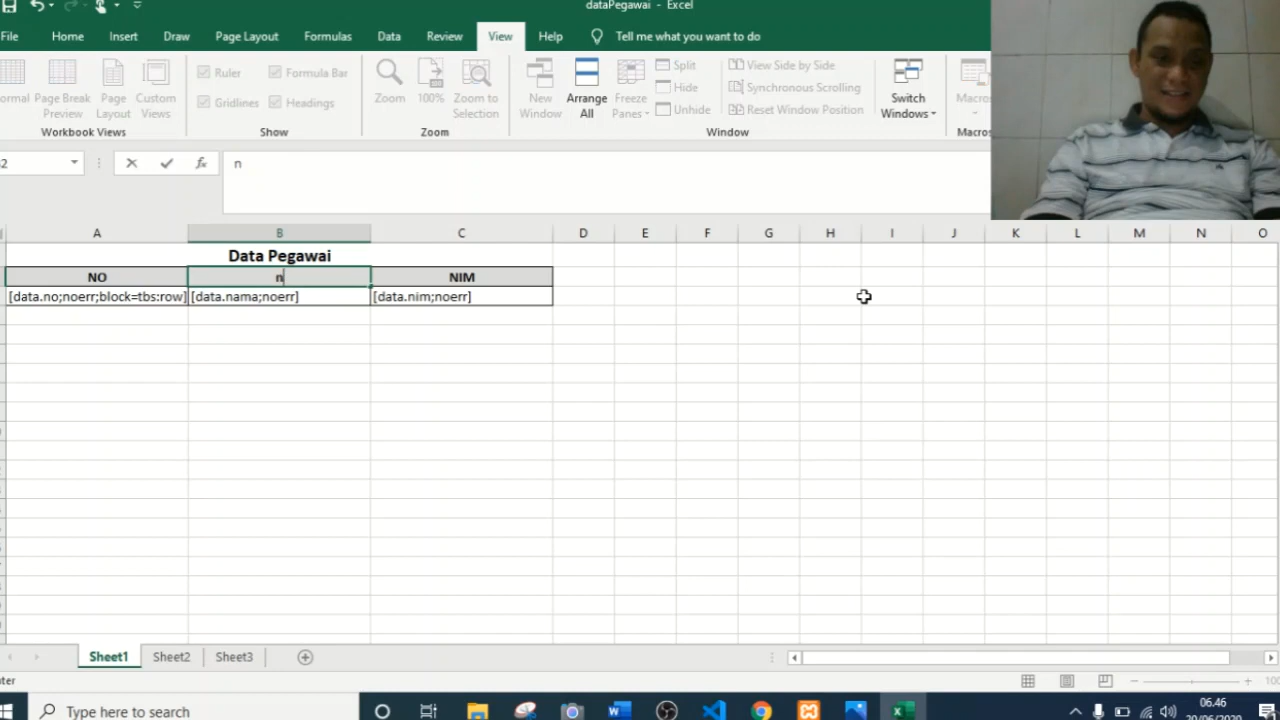 dataPegawai - Excel
File Home Insert Draw Page Layout Formulas Data Review View Help Tell me what you want to do
Ruler Formula Bar Split View Side by Side
Page Break Page Custom Zoom 100% Zoom to New Arrange Freeze Hide Synchronous Scrolling Switch Macros
Preview Layout Views Gridlines Headings Selection Window All Panes Unhide Reset Window Position Windows
Workbook Views Show Zoom Window Macros
n
A B C D E F G H I J K L M N O
Data Pegawai
NO n NIM
[data.no;noerr;block=tbs:row] [data.nama;noerr] [data.nim;noerr]
Sheet1 Sheet2 Sheet3
Type here to search 06.46